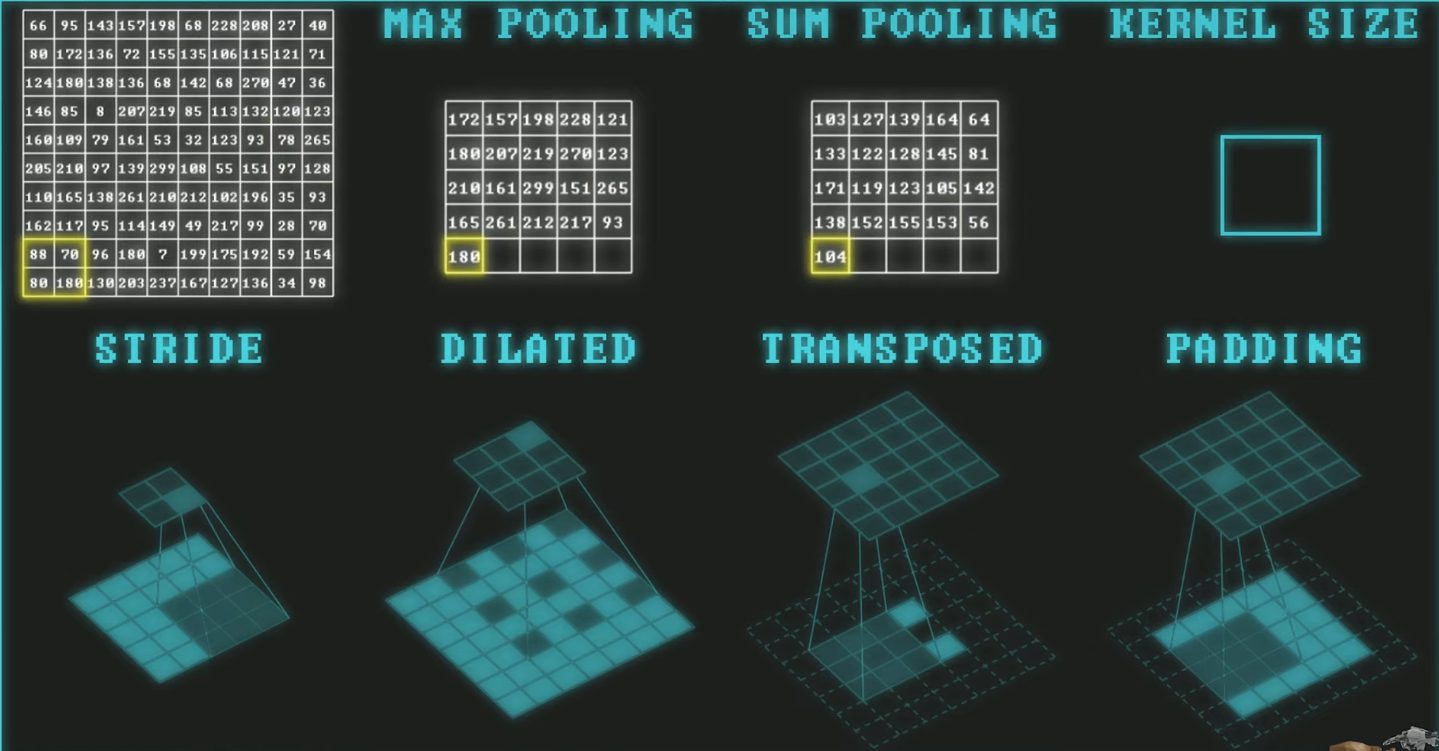 MAX POOLING SUM POOLING KERNEL SIZE
66 95 143 157 198 68 228 208 27 40
80 172 136 72 155 135 106 115 121 71
124 180 138 136 68 142 68 270 47 36
146 85 8 207 219 85 113 132 120 123
160 109 79 161 53 32 123 93 78 265
205 210 97 139 299 108 55 151 97 128
110 165 138 261 210 212 102 196 35 93
162 117 95 114 149 49 217 99 28 70
88 70 96 180 7 199 175 192 59 154
80 180 130 203 237 167 127 136 34 98
172 157 198 228 121
180 207 219 270 123
210 161 299 151 265
165 261 212 217 93
180
103 127 139 164 64
133 122 128 145 81
171 119 123 105 142
138 152 155 153 56
104
STRIDE DILATED TRANSPOSED PADDING